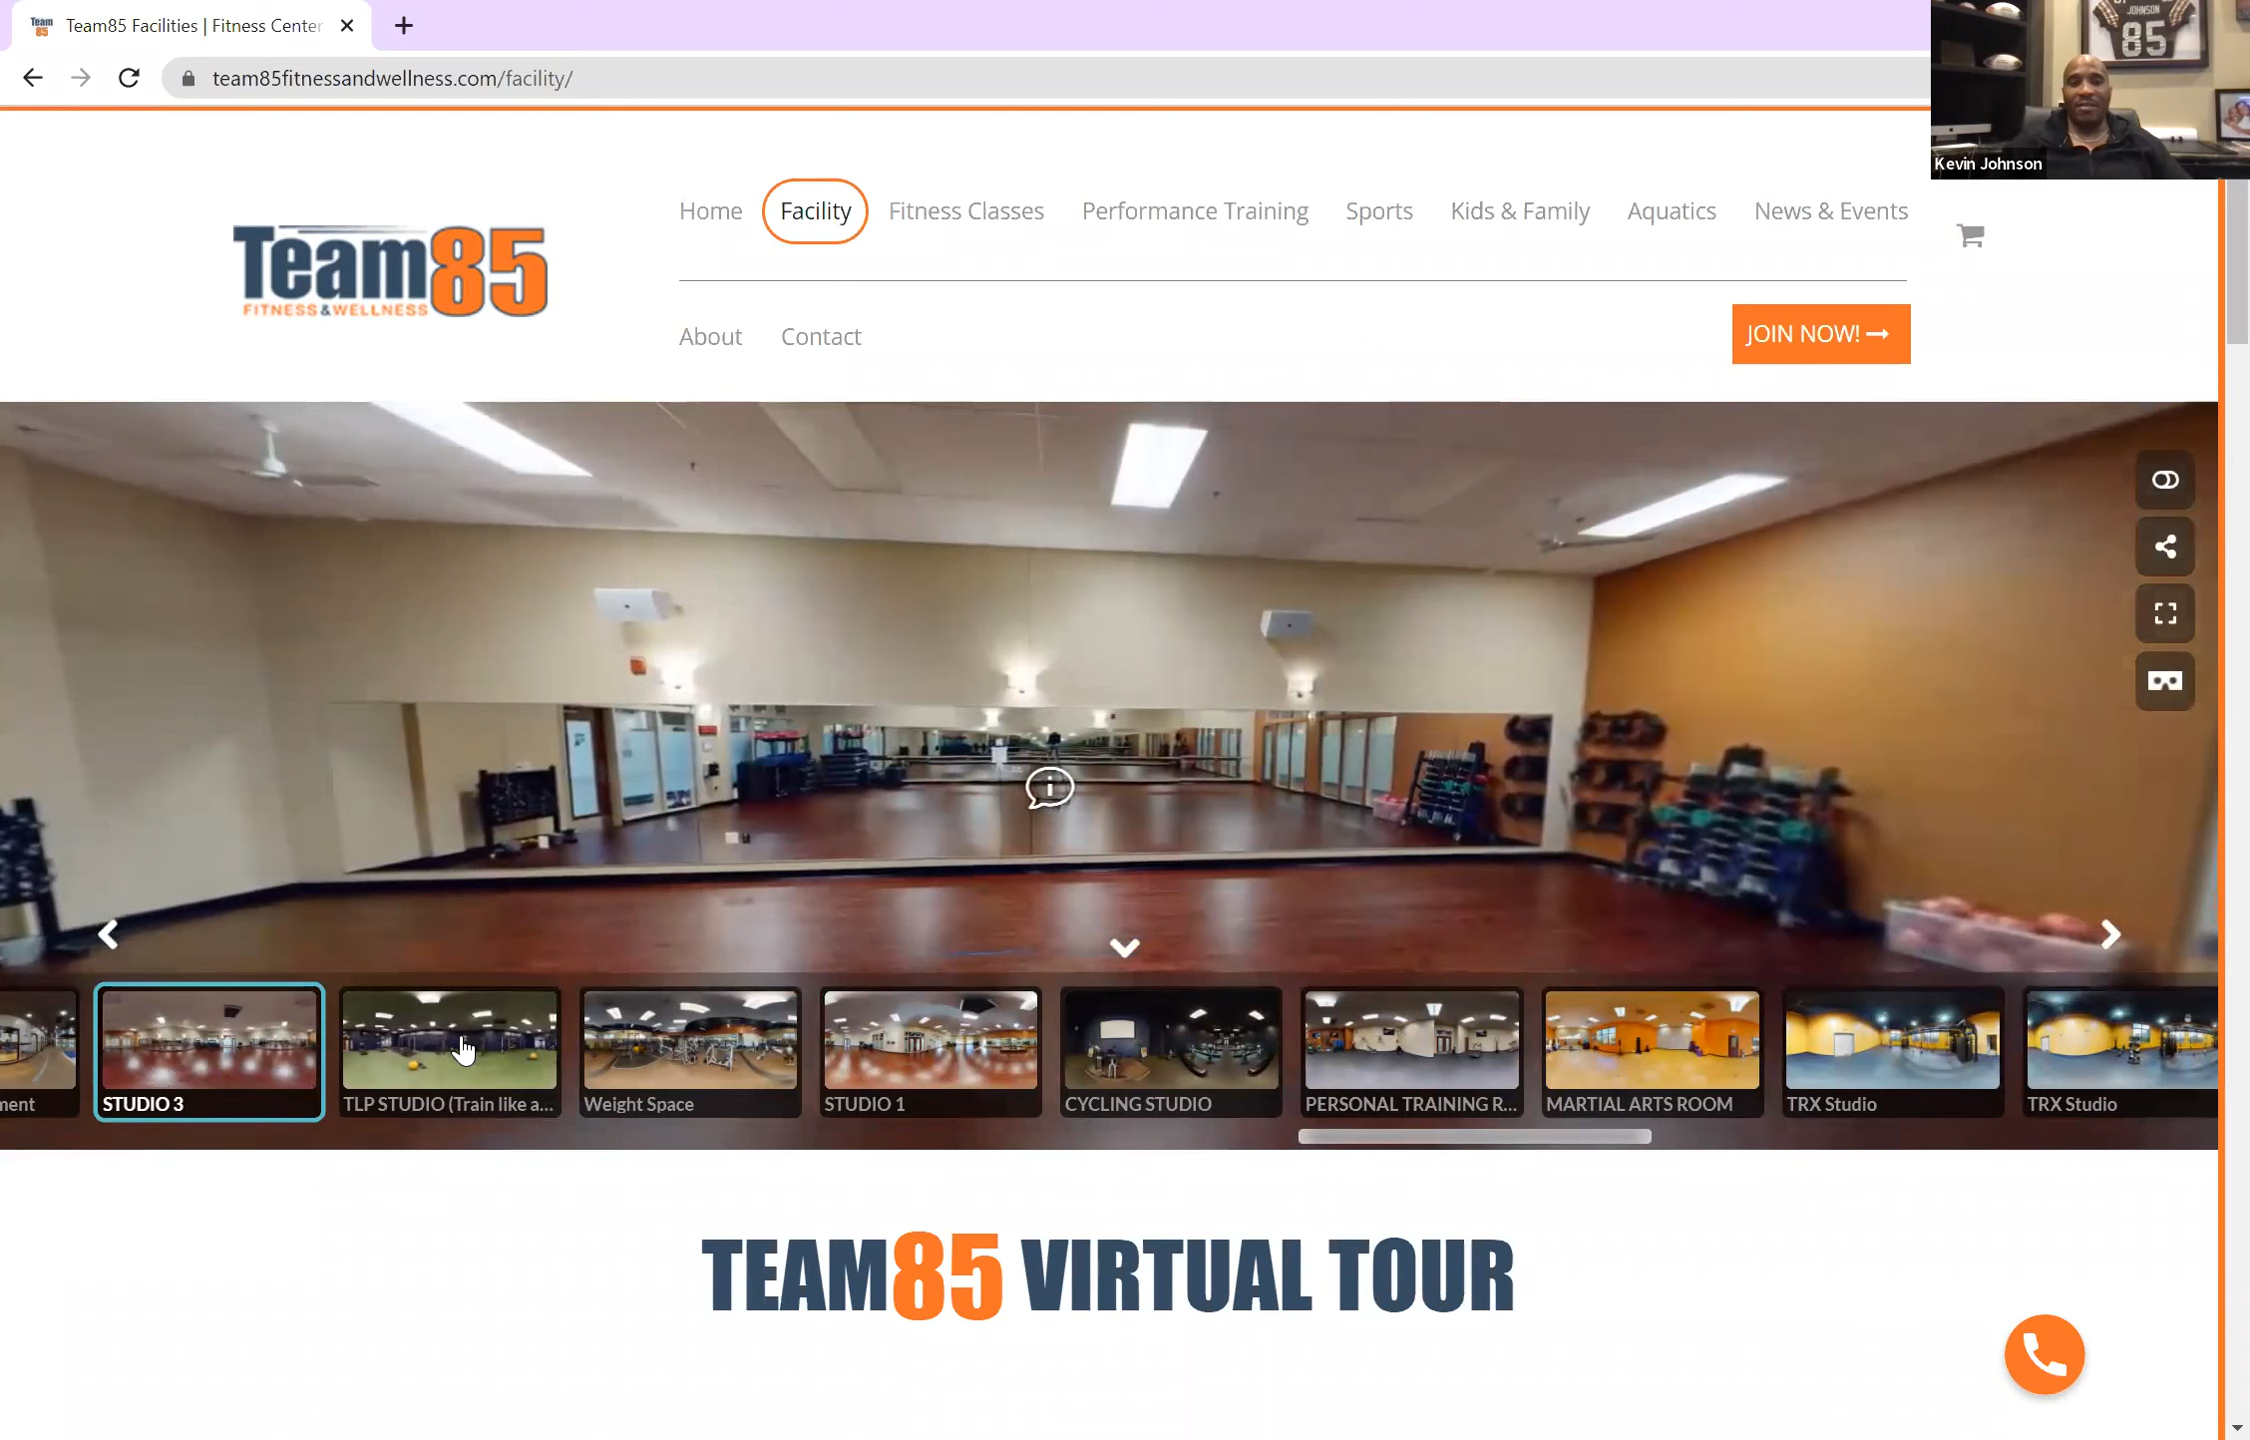 Team85 Facilities | Fitness Center
team85fitnessandwellness.com/facility/
JOHNSON
85
Kevin Johnson
Team85
FITNESS&WELLNESS
Home
Facility
Fitness Classes
Performance Training
Sports
Kids & Family
Aquatics
News & Events
About
Contact
JOIN NOW!
ment
STUDIO 3
TLP STUDIO (Train like a...
Weight Space
STUDIO 1
CYCLING STUDIO
PERSONAL TRAINING R...
MARTIAL ARTS ROOM
TRX Studio
TRX Studio
TEAM85 VIRTUAL TOUR